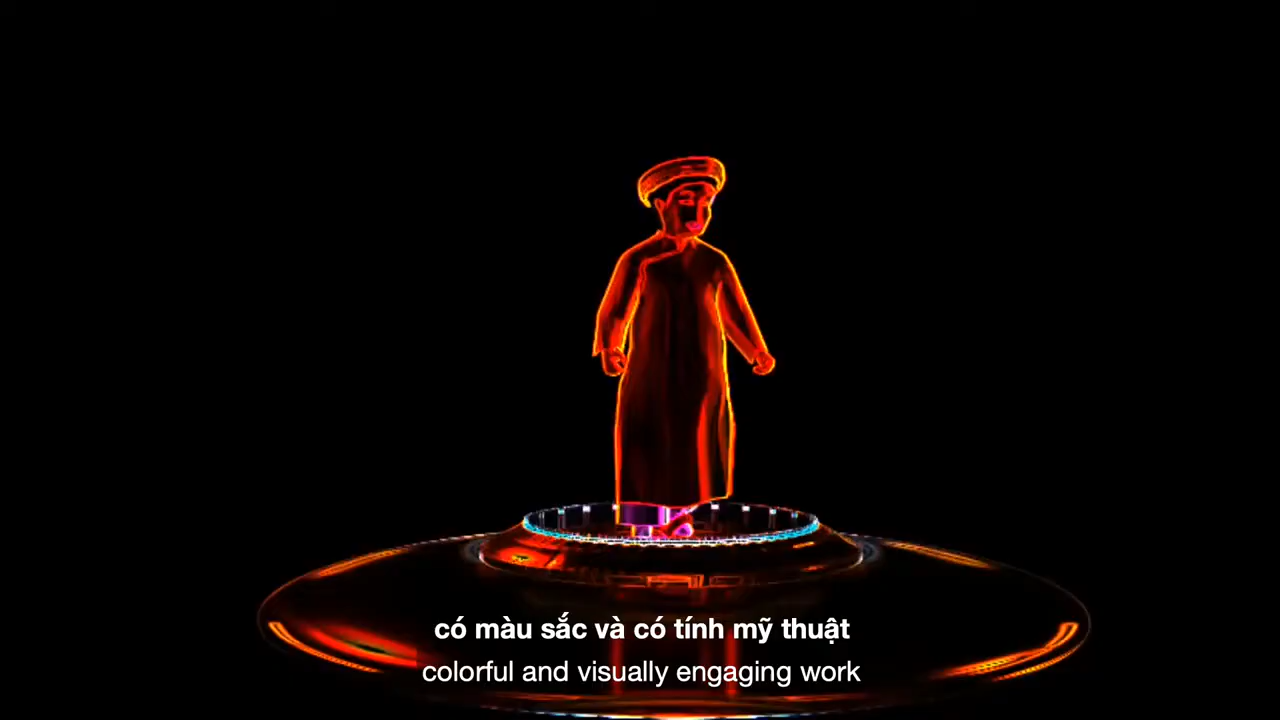 có màu sắc và có tính mỹ thuật
colorful and visually engaging work